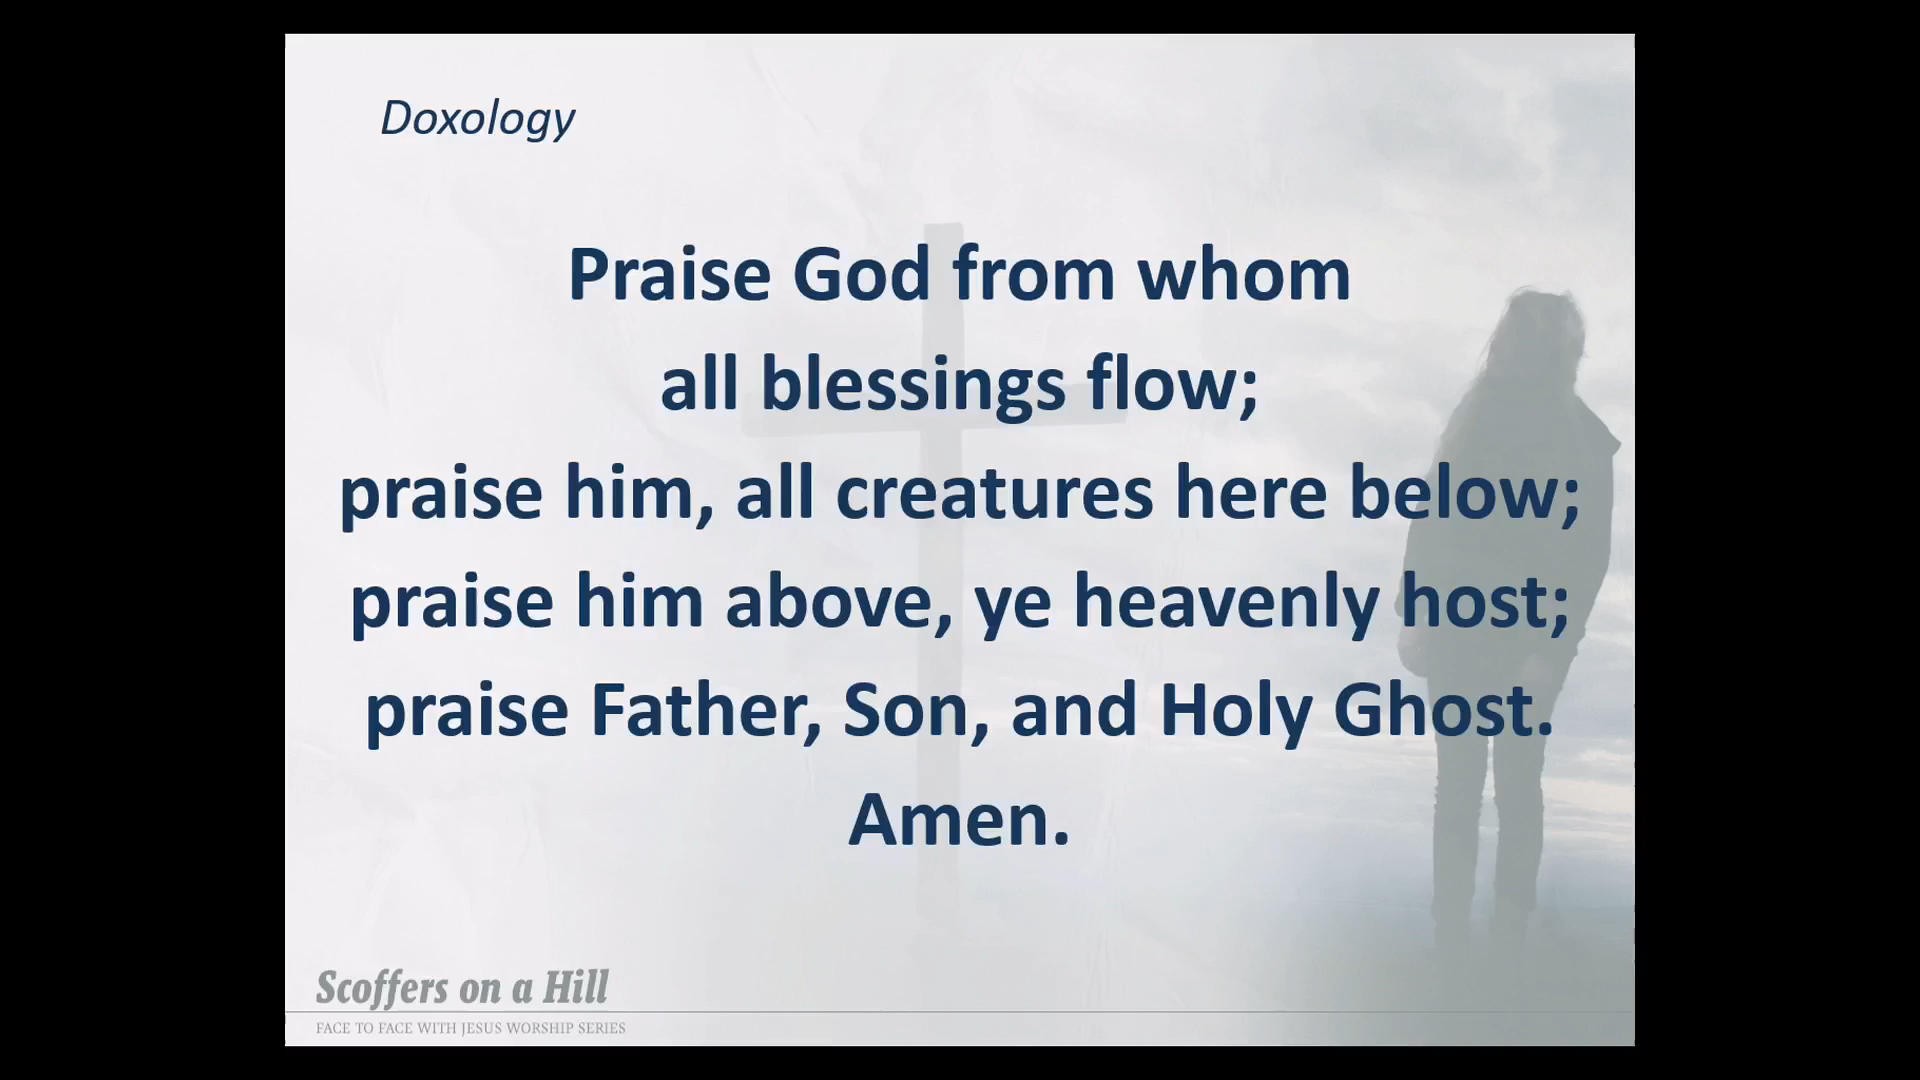 Doxology
Praise God from whom
all blessings flow;
praise him, all creatures here below;
praise him above, ye heavenly host;
praise Father, Son, and Holy Ghost.
Amen.
Scoffers on a Hill
FACE TO FACE WITH JESUS WORSHIP SERIES